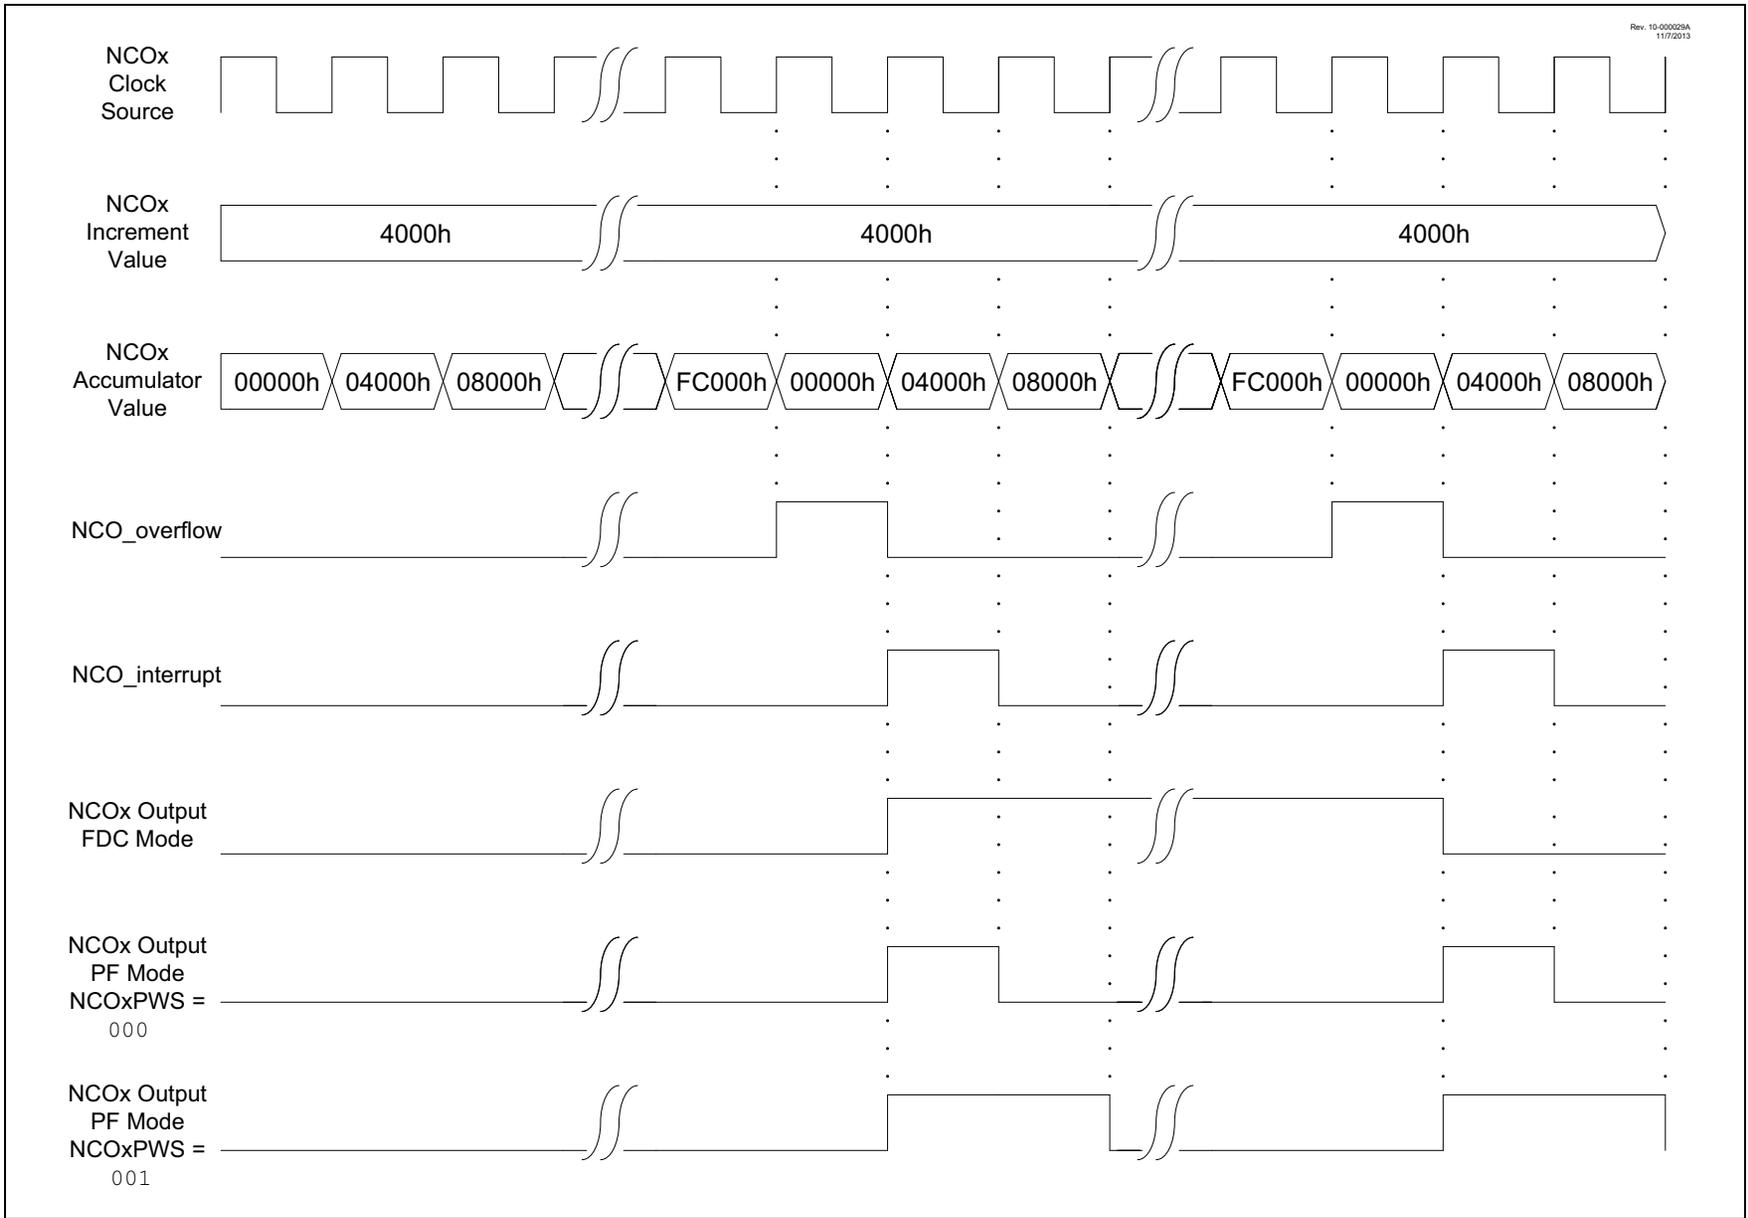 Rev. 10-000029A
11/7/2013
NCOx
Clock
Source
NCOx
Increment
Value
4000h
4000h
4000h
NCOx
Accumulator
Value
00000h 04000h 08000h FC000h 00000h 04000h 08000h FC000h 00000h 04000h 08000h
NCO_overflow
NCO_interrupt
NCOx Output
FDC Mode
NCOx Output
PF Mode
NCOxPWS =
000
NCOx Output
PF Mode
NCOxPWS =
001